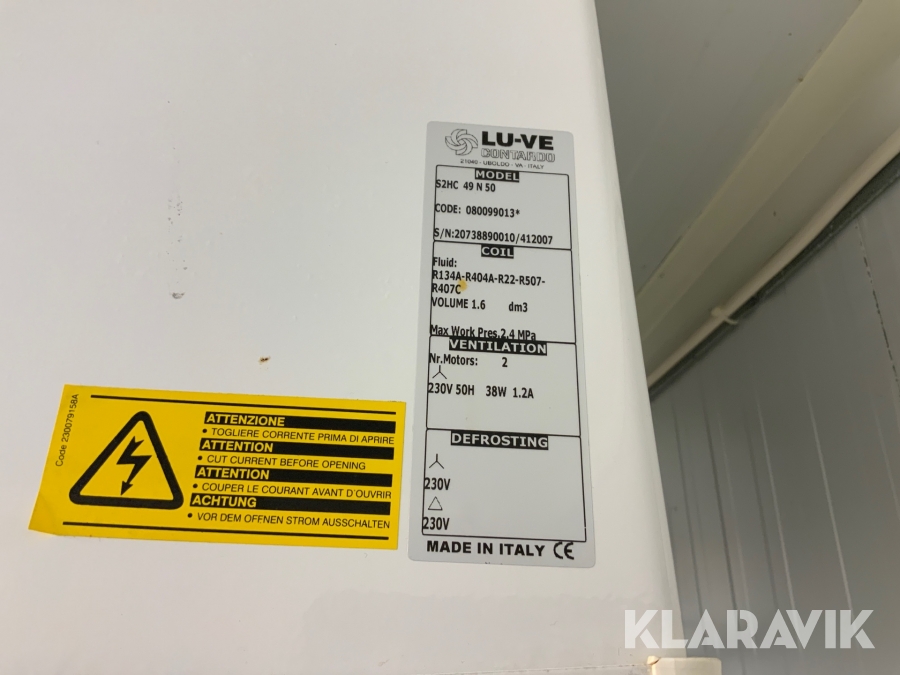 LU-VE
CONTARDO
21040 - UBOLDO - VA - ITALY
MODEL
S2HC 49 N 50
CODE: 080099013*
S/N:20738890010/412007
COIL
Fluid:
R134A-R404A-R22-R507-
R407C
VOLUME 1.6 dm3
Max Work Pres.2,4 MPa
VENTILATION
Nr.Motors: 2
230V 50H 38W 1.2A
DEFROSTING
230V
230V
MADE IN ITALY CE
Code 230079158A
ATTENZIONE
• TOGLIERE CORRENTE PRIMA DI APRIRE
ATTENTION
• CUT CURRENT BEFORE OPENING
ATTENTION
• COUPER LE COURANT AVANT D'OUVRIR
ACHTUNG
• VOR DEM OFFNEN STROM AUSSCHALTEN
KLARAVIK